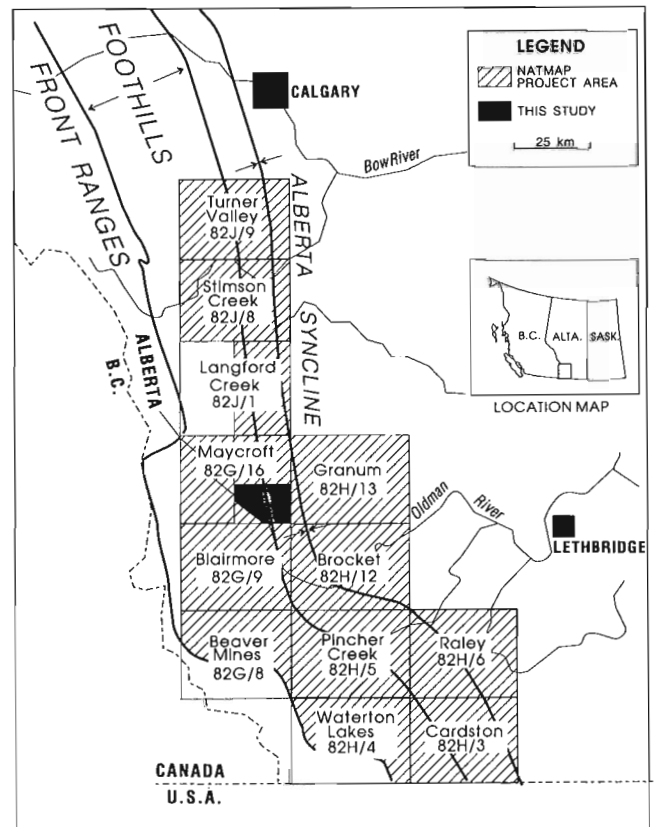 LEGEND
NATMAP
PROJECT AREA
THIS STUDY
25 km
FOOTHILLS
FRONT RANGES
CALGARY
Bow River
ALBERTA
SYNCLINE
Turner
Valley
82J/9
Stimson
Creek
82J/8
B.C.
ALTA.
SASK.
LOCATION MAP
ALBERTA
B.C.
Langford
Creek
82J/1
Maycroft
82G/16
Granum
82H/13
Oldman
River
LETHBRIDGE
Blairmore
82G/9
Brocket
82H/12
Beaver
Mines
82G/8
Pincher
Creek
82H/5
Raley
82H/6
Waterton
Lakes
82H/4
Cardston
82H/3
CANADA
U.S.A.